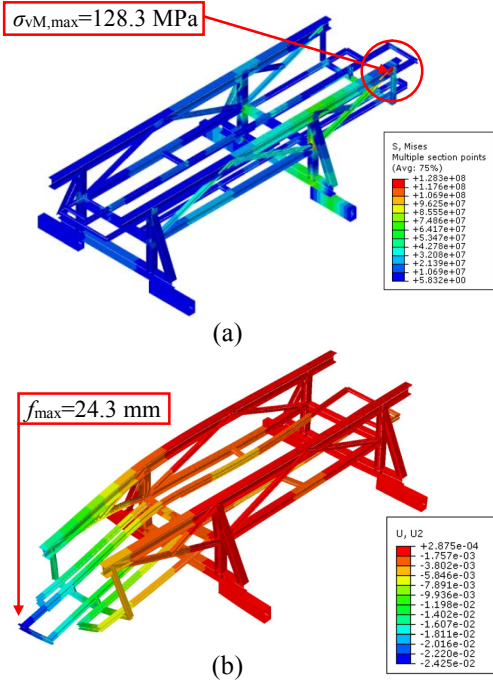 σvM,max=128.3 MPa
S, Mises
Multiple section points
(Avg: 75%)
+1.283e+08
+1.176e+08
+1.069e+08
+9.625e+07
+8.555e+07
+7.486e+07
+6.417e+07
+5.347e+07
+4.278e+07
+3.208e+07
+2.139e+07
+1.069e+07
+5.832e+00
(a)
fmax=24.3 mm
U, U2
+2.875e-04
-1.757e-03
-3.802e-03
-5.846e-03
-7.891e-03
-9.936e-03
-1.198e-02
-1.402e-02
-1.607e-02
-1.811e-02
-2.016e-02
-2.220e-02
-2.425e-02
(b)